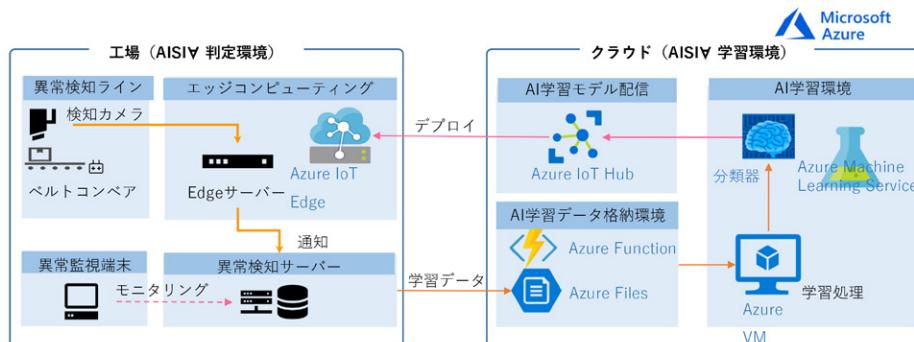 Microsoft
Azure
工場（AISI∀ 判定環境）
クラウド（AISI∀ 学習環境）
異常検知ライン
検知カメラ
ベルトコンベア
エッジコンピューティング
Edgeサーバー
Azure IoT
Edge
通知
異常監視端末
モニタリング
異常検知サーバー
デプロイ
学習データ
AI学習モデル配信
Azure IoT Hub
AI学習データ格納環境
Azure Function
Azure Files
AI学習環境
分類器
Azure Machine
Learning Service
学習処理
Azure
VM